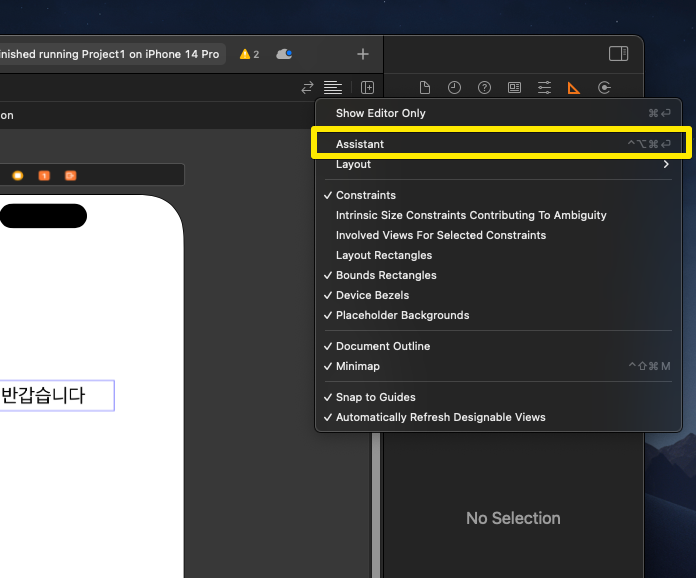 inished running Project1 on iPhone 14 Pro
2
on
Show Editor Only ⌘↩
Assistant ^⌥⌘↩
Layout
✓ Constraints
Intrinsic Size Constraints Contributing To Ambiguity
Involved Views For Selected Constraints
Layout Rectangles
✓ Bounds Rectangles
✓ Device Bezels
✓ Placeholder Backgrounds
✓ Document Outline
✓ Minimap ^⇧⌘M
✓ Snap to Guides
✓ Automatically Refresh Designable Views
반갑습니다
No Selection